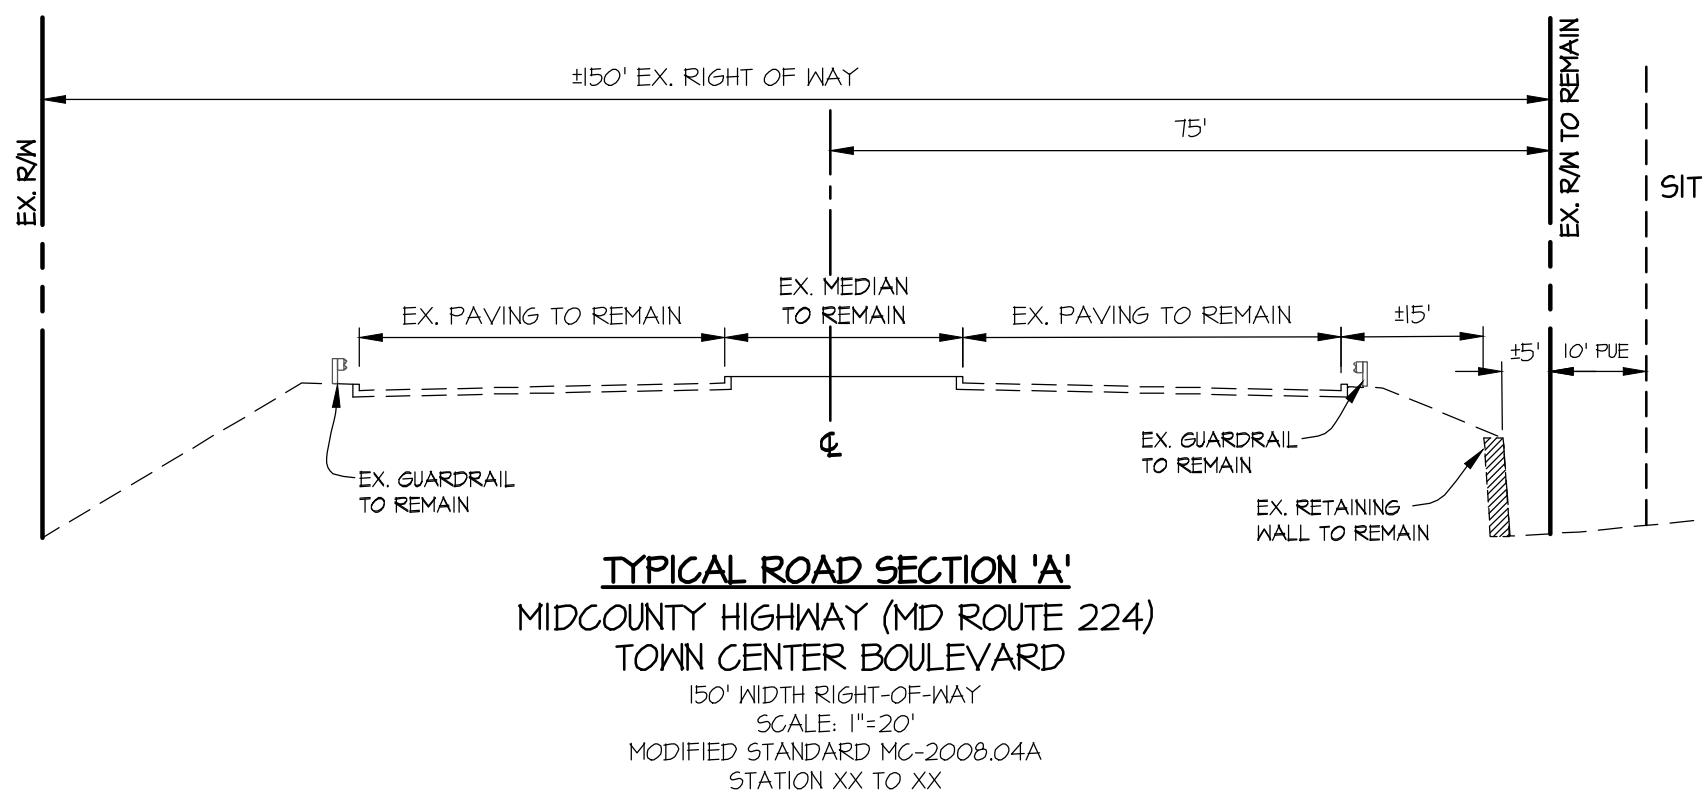 ±150' EX. RIGHT OF WAY
75'
EX. R/W
EX. R/W TO REMAIN
SIT
EX. MEDIAN
TO REMAIN
EX. PAVING TO REMAIN
EX. PAVING TO REMAIN
±15'
±5'
10' PUE
℄
EX. GUARDRAIL
TO REMAIN
EX. GUARDRAIL
TO REMAIN
EX. RETAINING
WALL TO REMAIN
TYPICAL ROAD SECTION 'A'
MIDCOUNTY HIGHWAY (MD ROUTE 224)
TOWN CENTER BOULEVARD
150' WIDTH RIGHT-OF-WAY
SCALE: 1"=20'
MODIFIED STANDARD MC-2008.04A
STATION XX TO XX